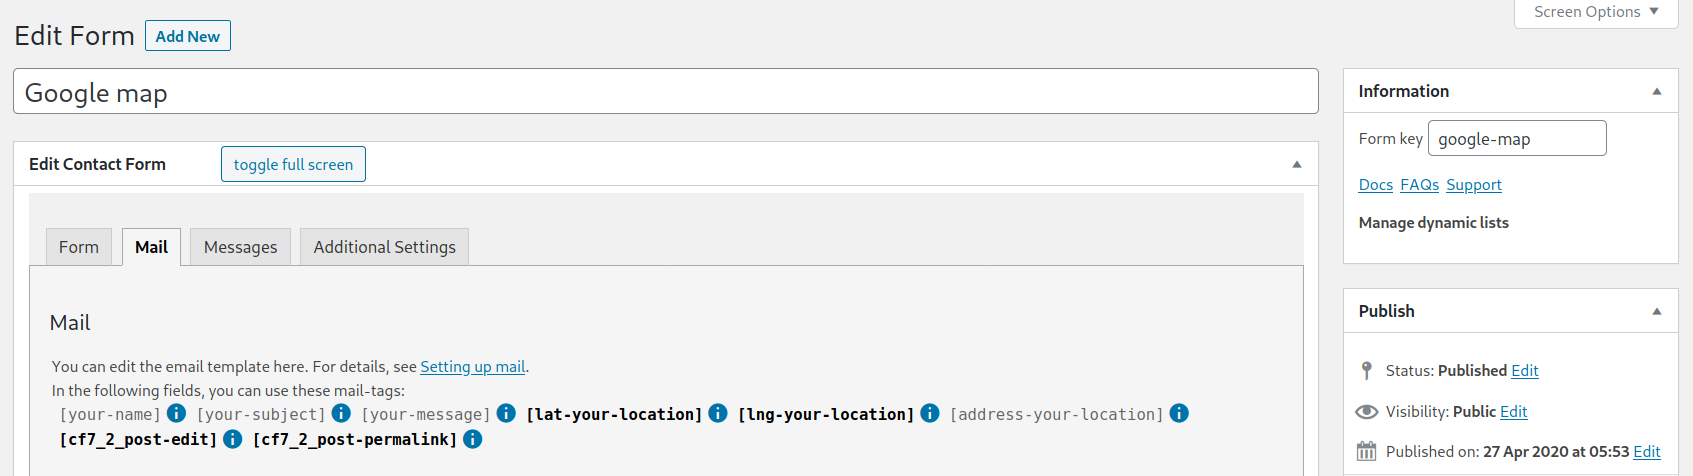 Screen Options
Edit Form Add New
Google map
Edit Contact Form toggle full screen
Form Mail Messages Additional Settings
Mail
You can edit the email template here. For details, see Setting up mail.
In the following fields, you can use these mail-tags:
[your-name] [your-subject] [your-message] [lat-your-location] [lng-your-location] [address-your-location]
[cf7_2_post-edit] [cf7_2_post-permalink]
Information
Form key google-map
Docs FAQs Support
Manage dynamic lists
Publish
Status: Published Edit
Visibility: Public Edit
Published on: 27 Apr 2020 at 05:53 Edit